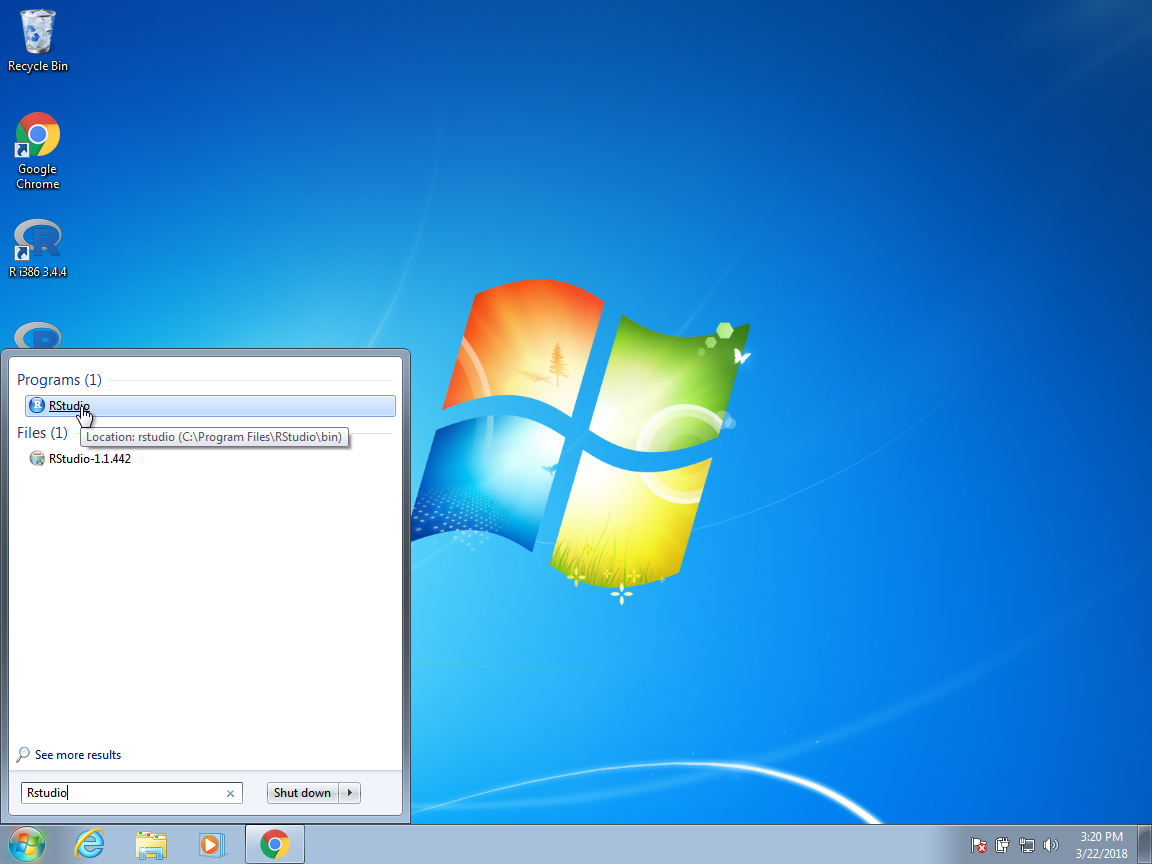 Recycle Bin
Google
Chrome
R i386 3.4.4
Programs (1)
RStudio
Files (1)
Location: rstudio (C:\Program Files\RStudio\bin)
RStudio-1.1.442
See more results
Rstudio
Shut down
3:20 PM
3/22/2018